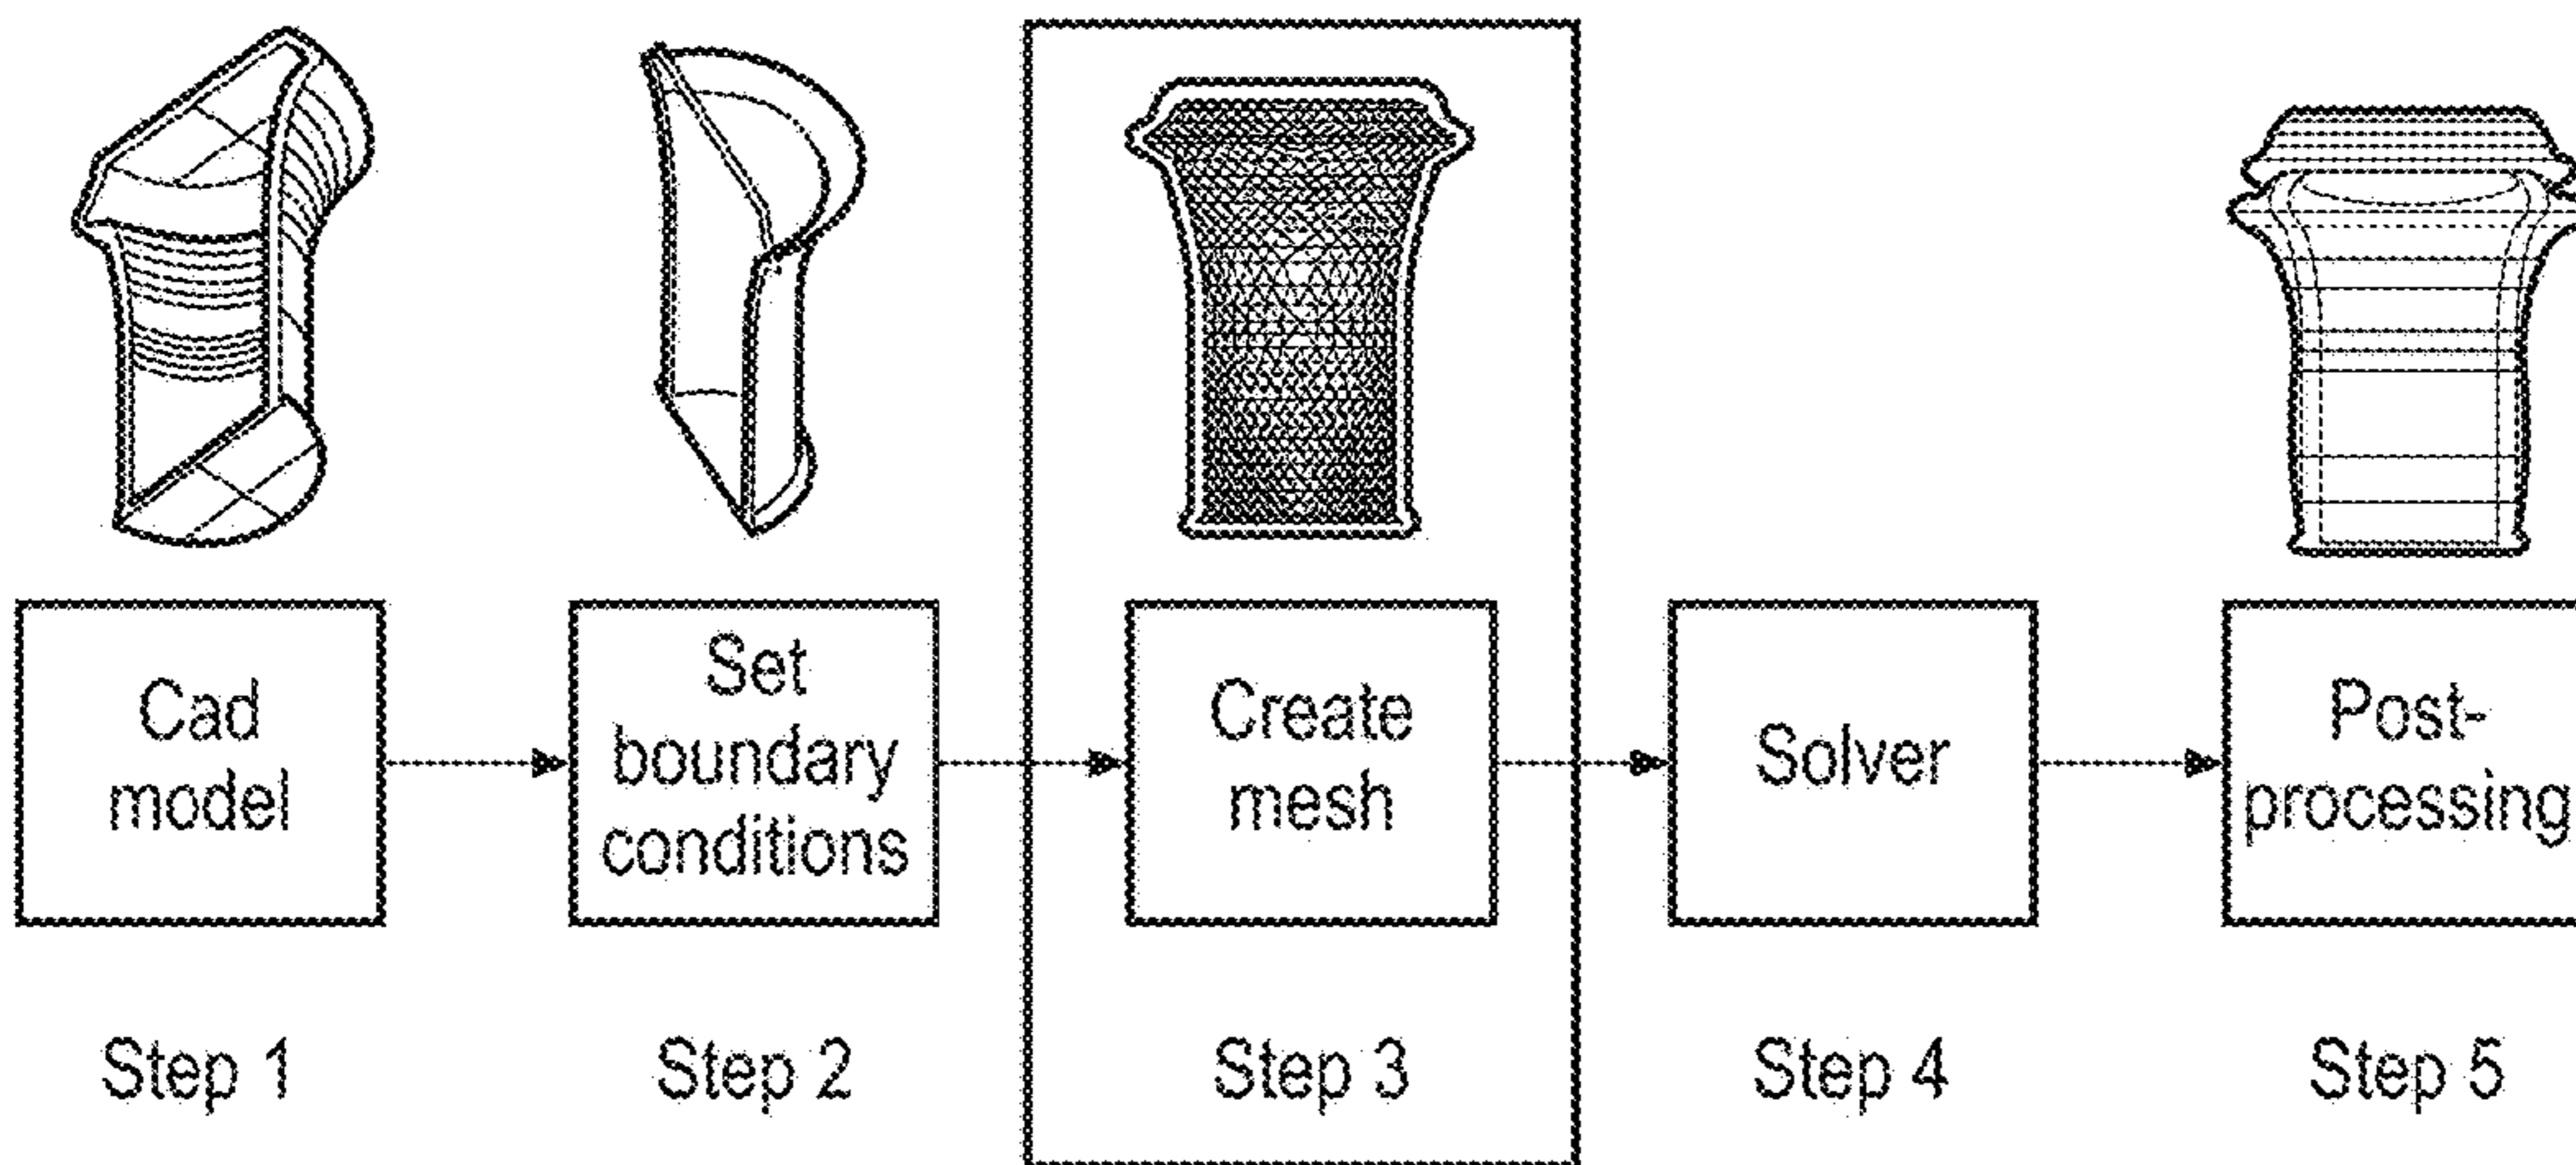 Cad
model
Set
boundary
conditions
Create
mesh
Solver
Post-
processing
Step 1
Step 2
Step 3
Step 4
Step 5